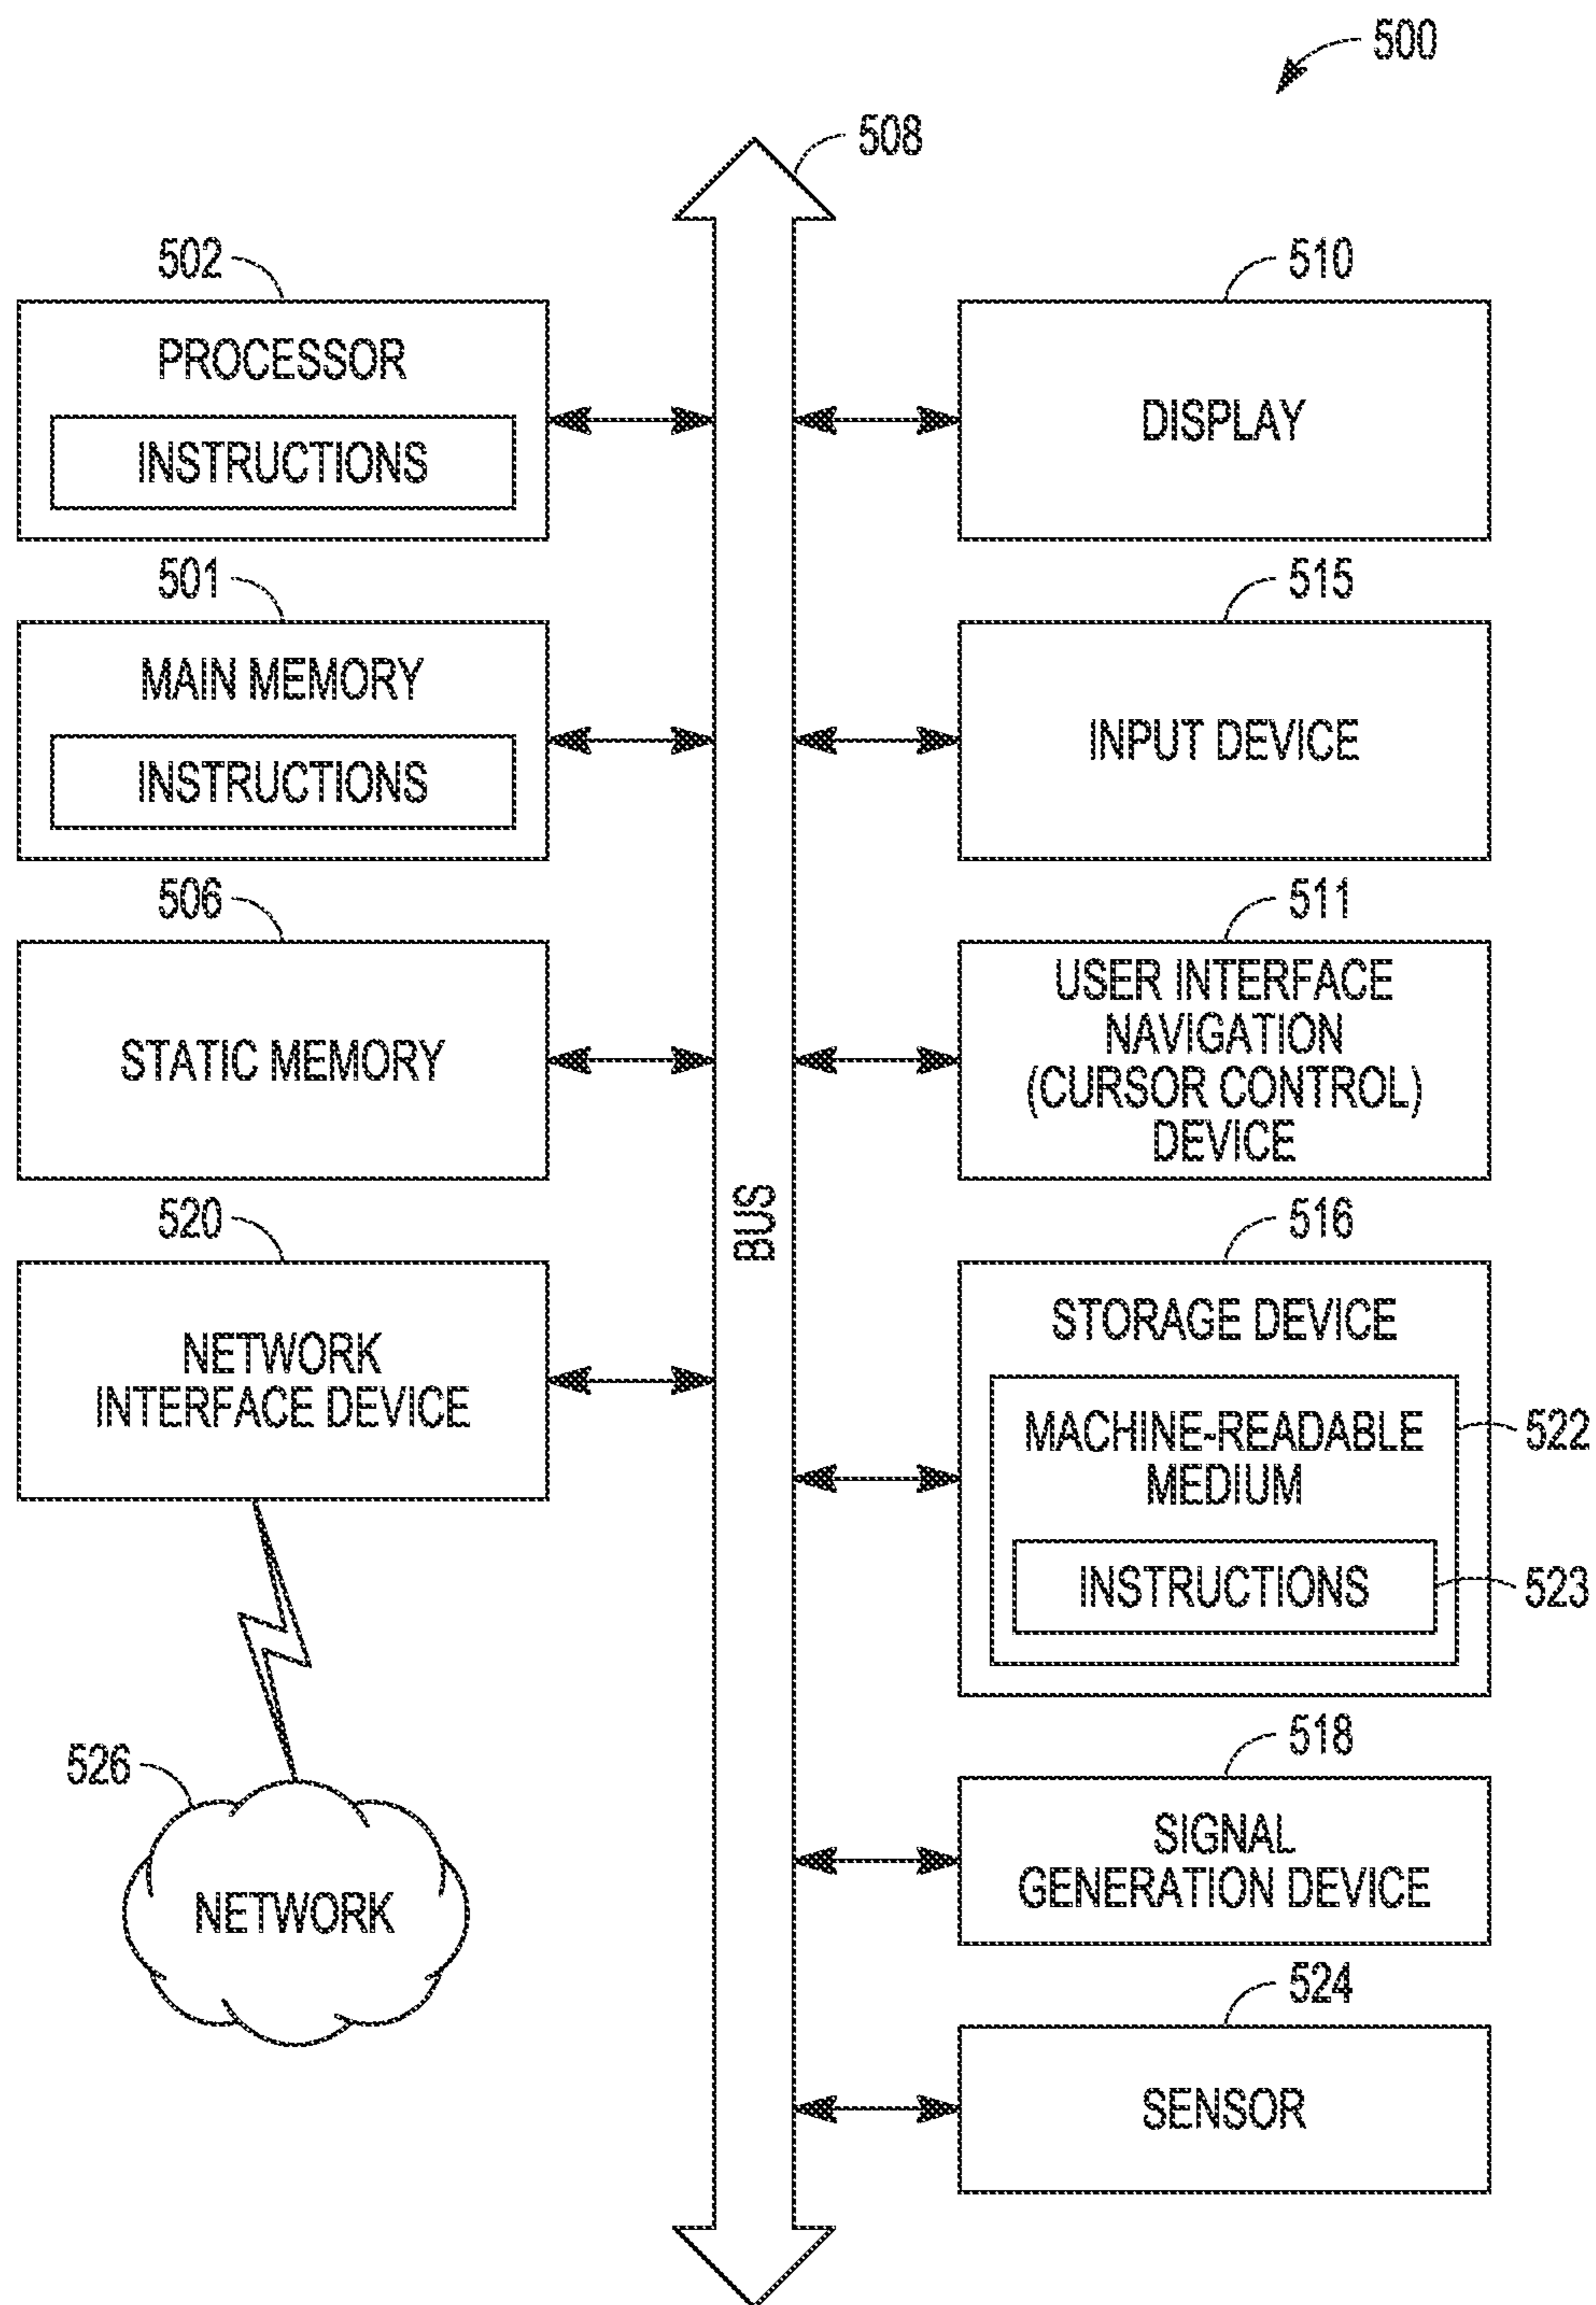 500
508
502
PROCESSOR
INSTRUCTIONS
501
MAIN MEMORY
INSTRUCTIONS
506
STATIC MEMORY
520
NETWORK
INTERFACE DEVICE
526
NETWORK
BUS
510
DISPLAY
515
INPUT DEVICE
511
USER INTERFACE
NAVIGATION
(CURSOR CONTROL)
DEVICE
516
STORAGE DEVICE
MACHINE-READABLE
MEDIUM
522
INSTRUCTIONS
523
518
SIGNAL
GENERATION DEVICE
524
SENSOR